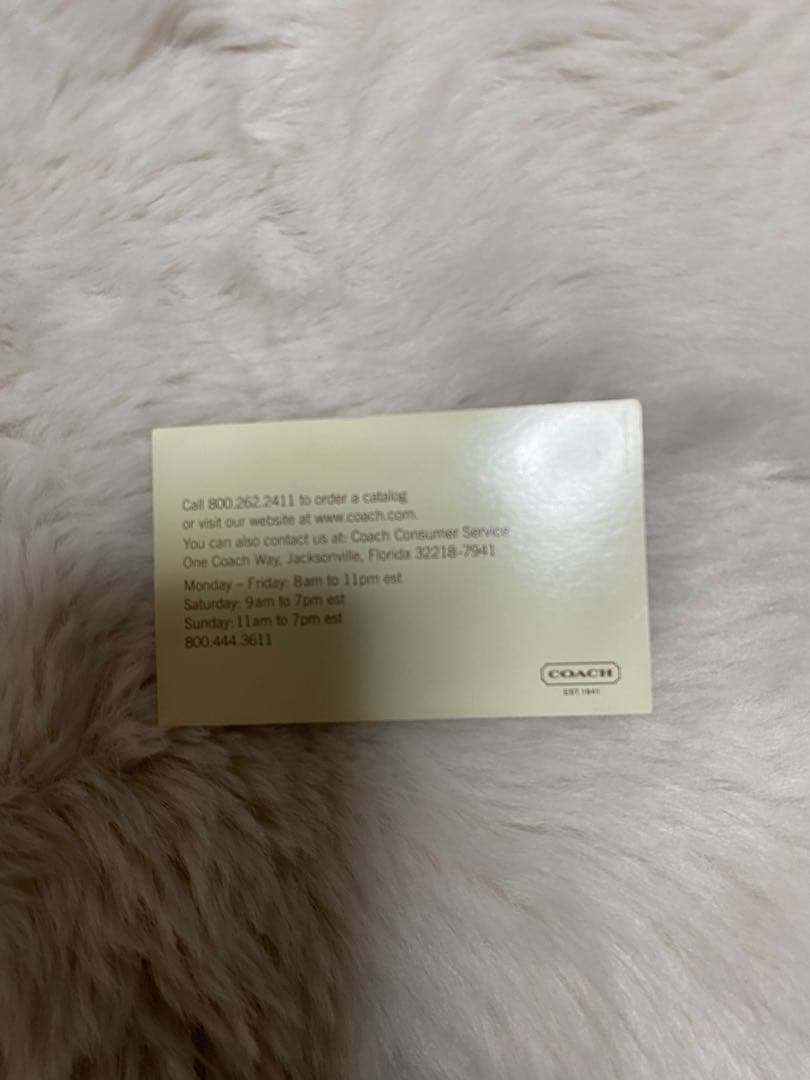 Call 800.262.2411 to order a catalog
or visit our website at www.coach.com.
You can also contact us at: Coach Consumer Service
One Coach Way, Jacksonville, Florida 32218-7941
Monday – Friday: 8am to 11pm est
Saturday: 9am to 7pm est
Sunday: 11am to 7pm est
800.444.3611
COACH
EST. 1941